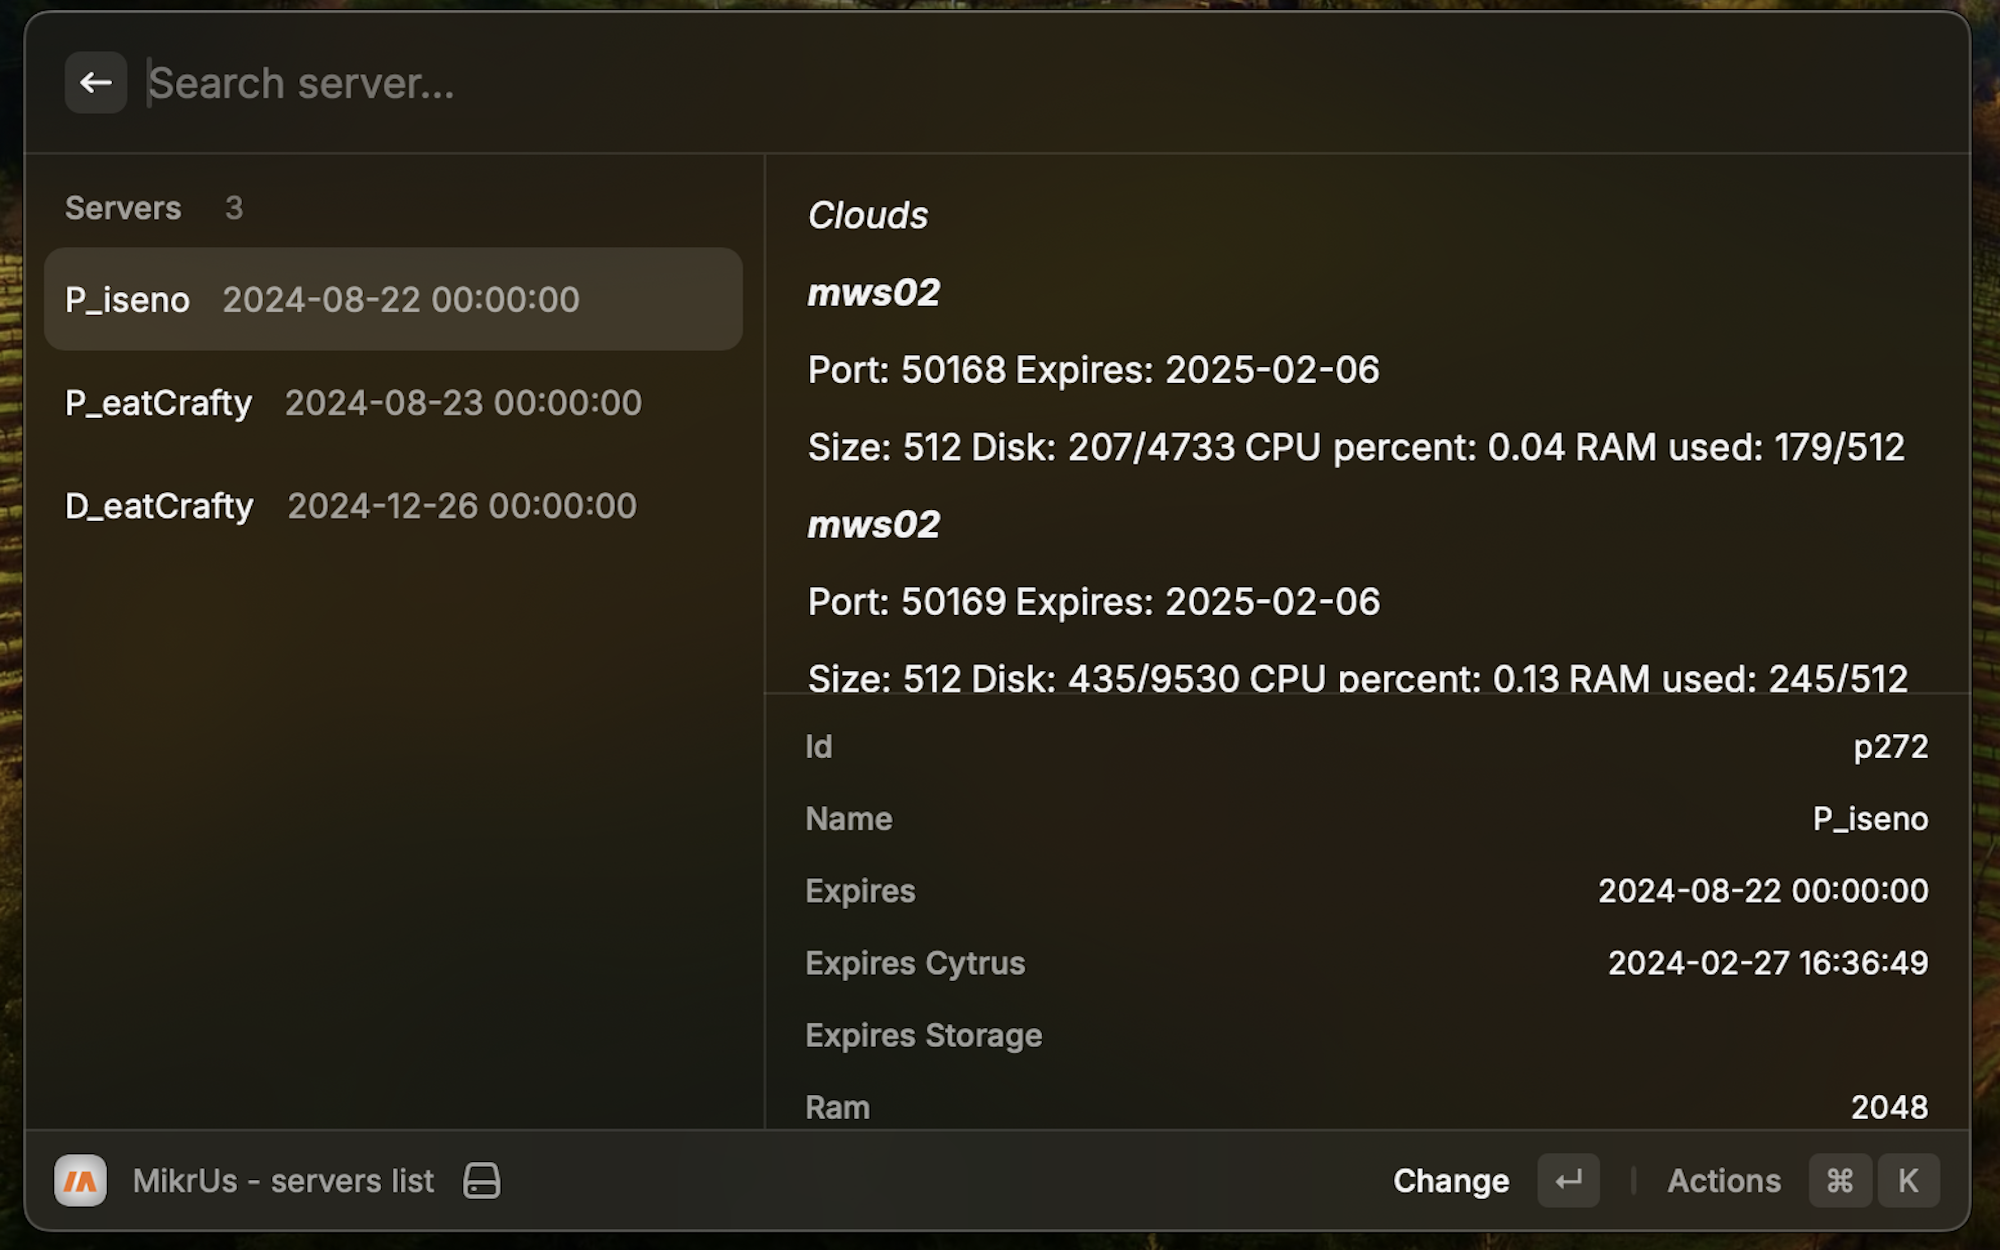 Search server...
Servers 3
P_iseno 2024-08-22 00:00:00
P_eatCrafty 2024-08-23 00:00:00
D_eatCrafty 2024-12-26 00:00:00
Clouds
mws02
Port: 50168 Expires: 2025-02-06
Size: 512 Disk: 207/4733 CPU percent: 0.04 RAM used: 179/512
mws02
Port: 50169 Expires: 2025-02-06
Size: 512 Disk: 435/9530 CPU percent: 0.13 RAM used: 245/512
Id p272
Name P_iseno
Expires 2024-08-22 00:00:00
Expires Cytrus 2024-02-27 16:36:49
Expires Storage
Ram 2048
MikrUs - servers list
Change ↵ Actions ⌘ K